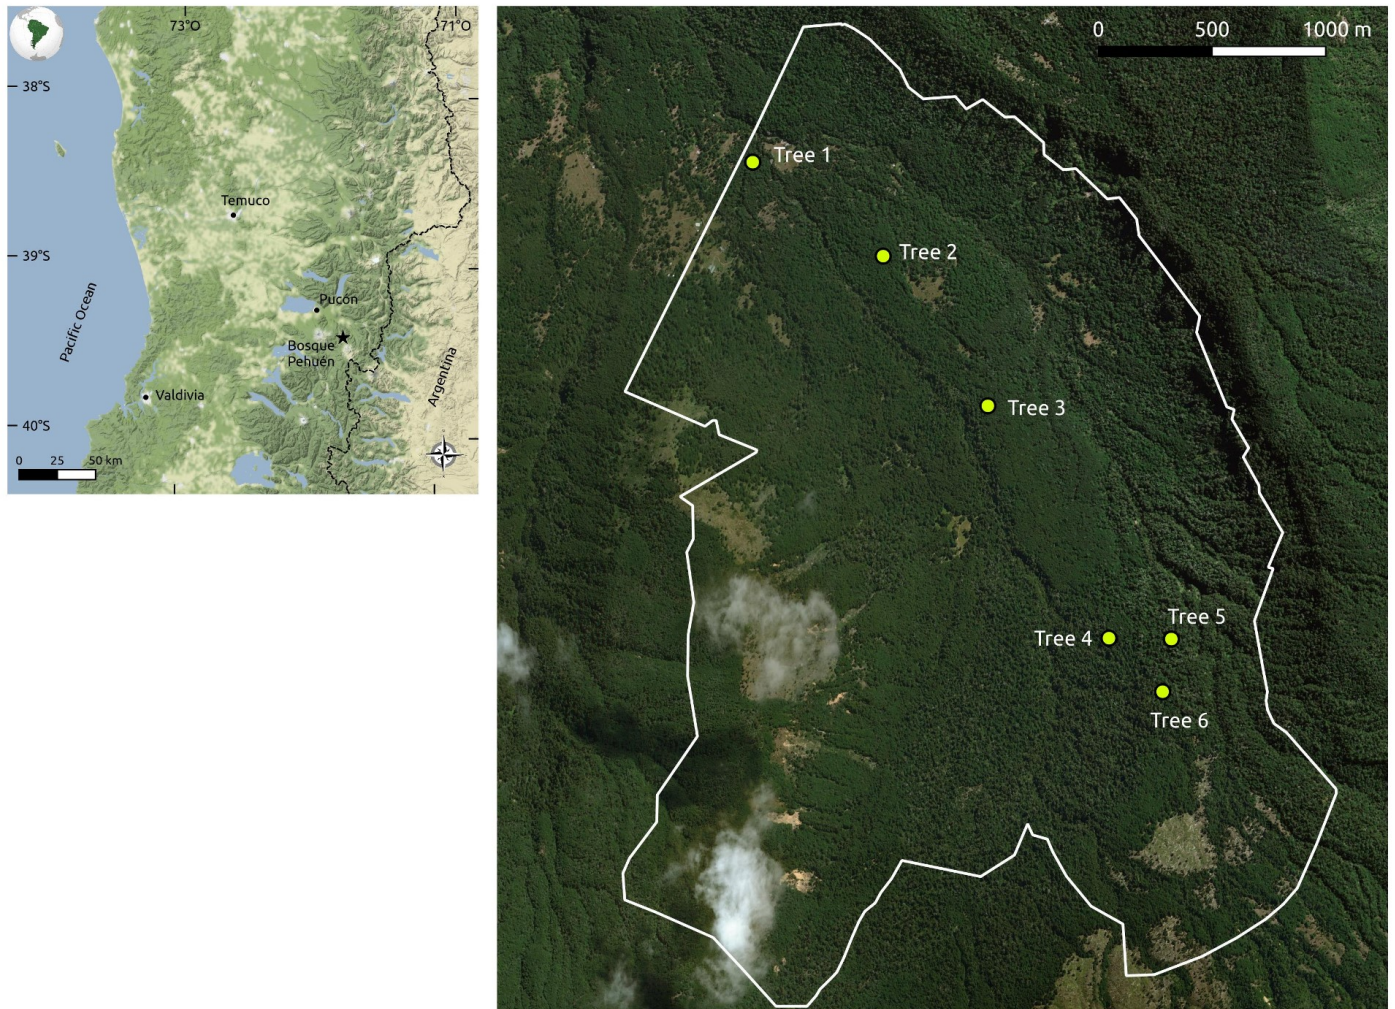 73°O
71°O
38°S
Temuco
39°S
Pacific Ocean
Pucón
Bosque
Pehuén
Argentina
Valdivia
40°S
0 25 50 km
0 500 1000 m
Tree 1
Tree 2
Tree 3
Tree 4
Tree 5
Tree 6